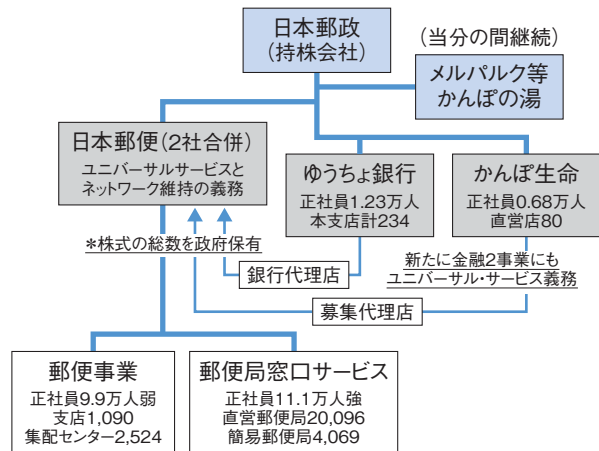 日本郵政
(持株会社)
(当分の間継続)
メルパルク等
かんぽの湯
日本郵便(2社合併)
ユニバーサルサービスと
ネットワーク維持の義務
ゆうちょ銀行
正社員1.23万人
本支店計234
かんぽ生命
正社員0.68万人
直営店80
*株式の総数を政府保有
新たに金融2事業にも
ユニバーサル・サービス義務
銀行代理店
募集代理店
郵便事業
正社員9.9万人弱
支店1,090
集配センター2,524
郵便局窓口サービス
正社員11.1万人強
直営郵便局20,096
簡易郵便局4,069